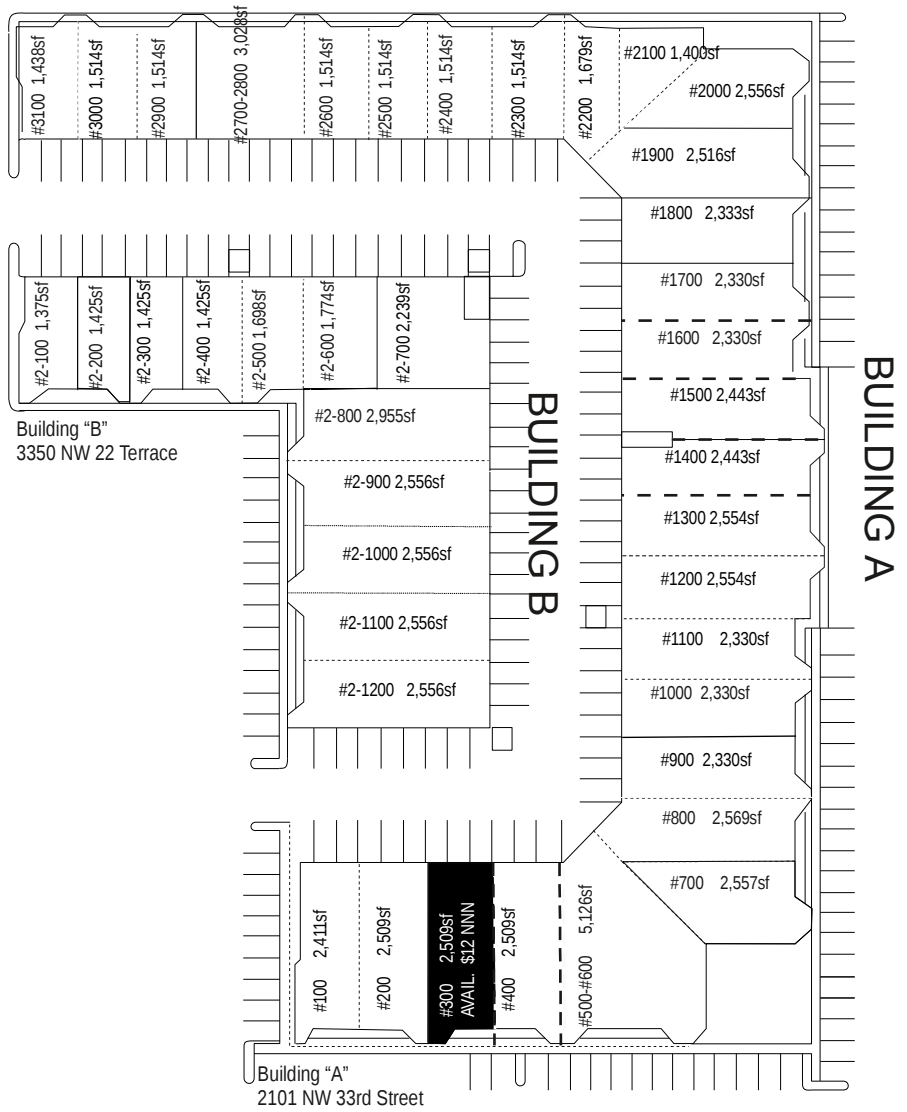 #3100 1,438sf
#3000 1,514sf
#2900 1,514sf
#2700-2800 3,028sf
#2600 1,514sf
#2500 1,514sf
#2400 1,514sf
#2300 1,514sf
#2200 1,679sf
#2100 1,400sf
#2000 2,556sf
#1900 2,516sf
#1800 2,333sf
#1700 2,330sf
#1600 2,330sf
#1500 2,443sf
#1400 2,443sf
#1300 2,554sf
#1200 2,554sf
#1100 2,330sf
#1000 2,330sf
#900 2,330sf
#800 2,569sf
#700 2,557sf
BUILDING A
#2-100 1,375sf
#2-200 1,425sf
#2-300 1,425sf
#2-400 1,425sf
#2-500 1,698sf
#2-600 1,774sf
#2-700 2,239sf
Building “B”
3350 NW 22 Terrace
#2-800 2,955sf
#2-900 2,556sf
#2-1000 2,556sf
#2-1100 2,556sf
#2-1200 2,556sf
BUILDING B
#100 2,411sf
#200 2,509sf
#300 2,509sf
AVAIL. $12 NNN
#400 2,509sf
#500-#600 5,126sf
Building “A”
2101 NW 33rd Street